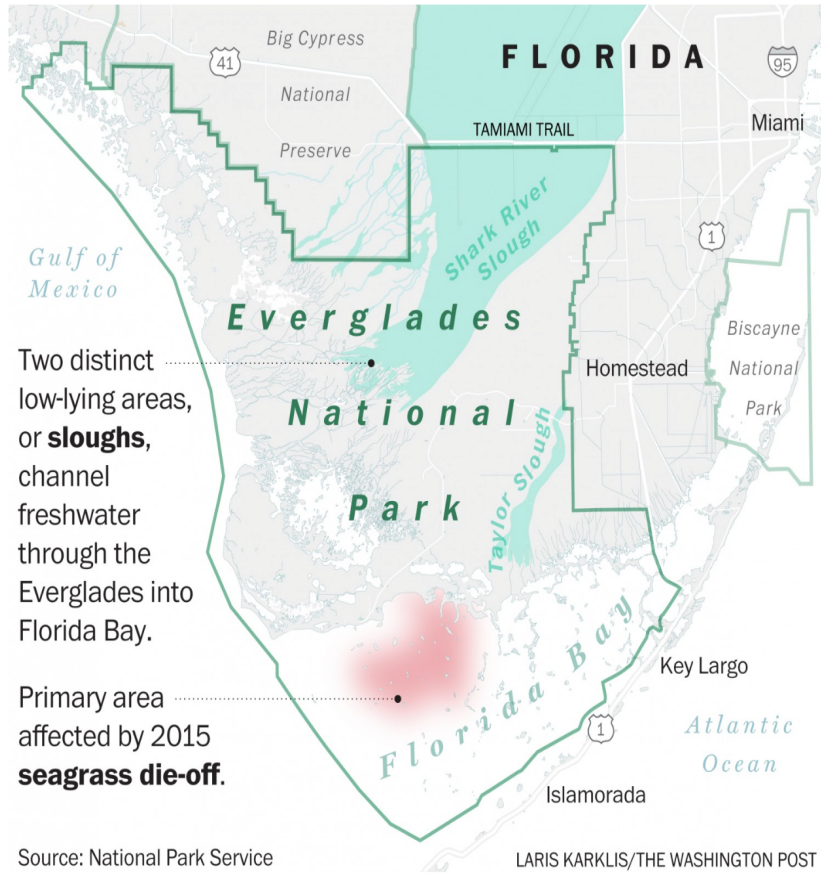 Big Cypress
National
Preserve
41
FLORIDA
95
TAMIAMI TRAIL
Miami
Shark River
Slough
1
Gulf of
Mexico
Everglades
National
Park
Biscayne
National
Park
Homestead
Two distinct
low-lying areas,
or sloughs,
channel
freshwater
through the
Everglades into
Florida Bay.
Taylor Slough
Florida Bay
Key Largo
Primary area
affected by 2015
seagrass die-off.
1
Atlantic
Ocean
Islamorada
Source: National Park Service
LARIS KARKLIS/THE WASHINGTON POST